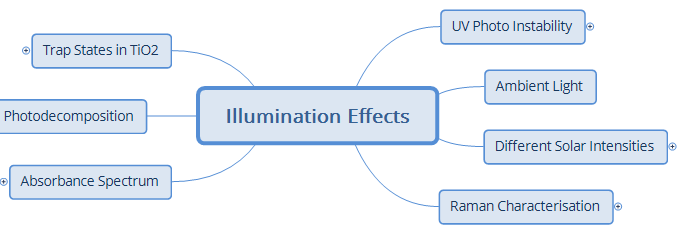 UV Photo Instability
Trap States in TiO2
Ambient Light
Photodecomposition
Illumination Effects
Different Solar Intensities
Absorbance Spectrum
Raman Characterisation